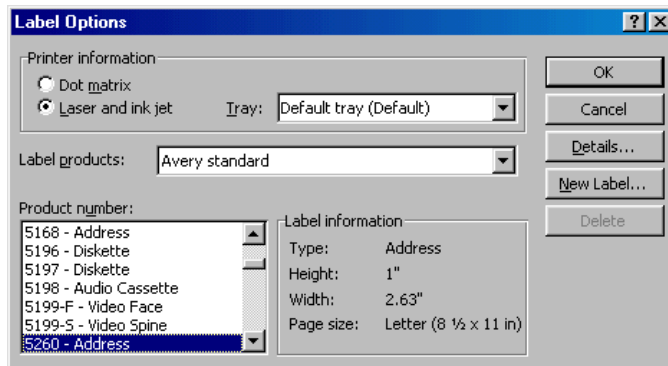 Label Options
Printer information
Dot matrix
Laser and ink jet
Tray:
Default tray (Default)
Label products:
Avery standard
Product number:
5168 - Address
5196 - Diskette
5197 - Diskette
5198 - Audio Cassette
5199-F - Video Face
5199-S - Video Spine
5260 - Address
Label information
Type: Address
Height: 1"
Width: 2.63"
Page size: Letter (8 ½ x 11 in)
OK
Cancel
Details...
New Label...
Delete